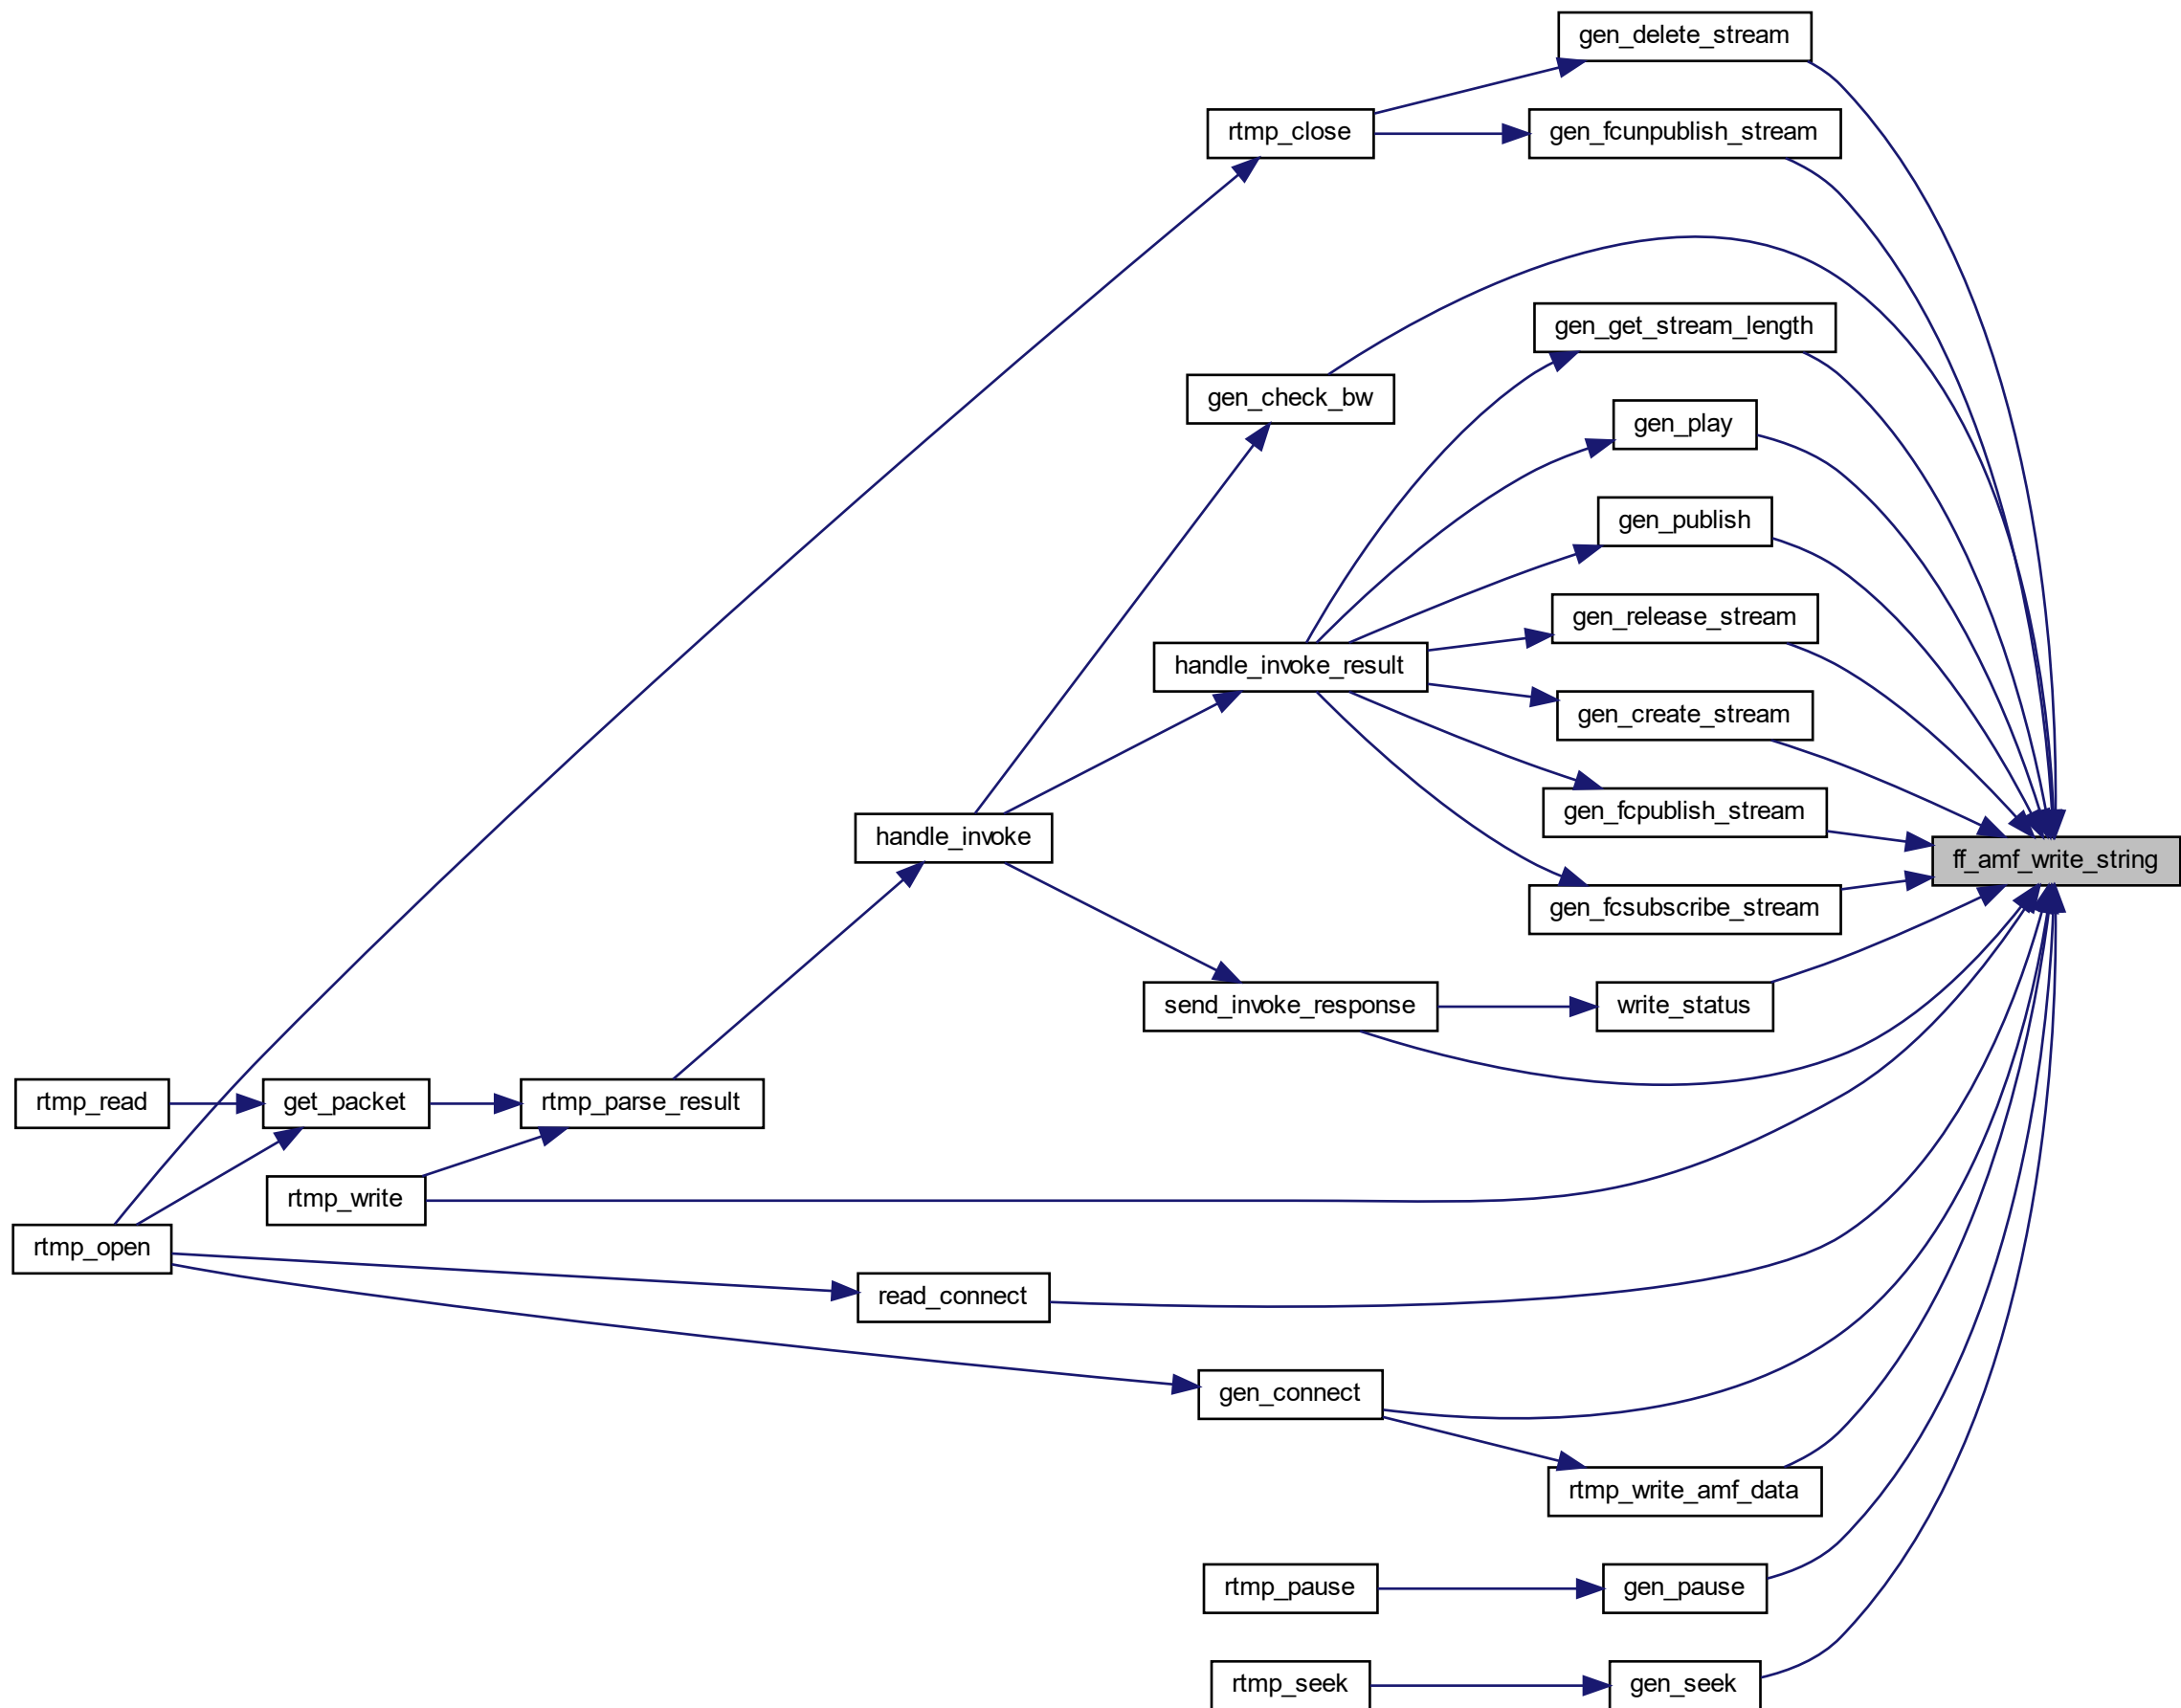 gen_delete_stream
rtmp_close
gen_fcunpublish_stream
gen_get_stream_length
gen_check_bw
gen_play
gen_publish
gen_release_stream
handle_invoke_result
gen_create_stream
gen_fcpublish_stream
handle_invoke
ff_amf_write_string
gen_fcsubscribe_stream
send_invoke_response
write_status
rtmp_read
get_packet
rtmp_parse_result
rtmp_write
rtmp_open
read_connect
gen_connect
rtmp_write_amf_data
rtmp_pause
gen_pause
rtmp_seek
gen_seek